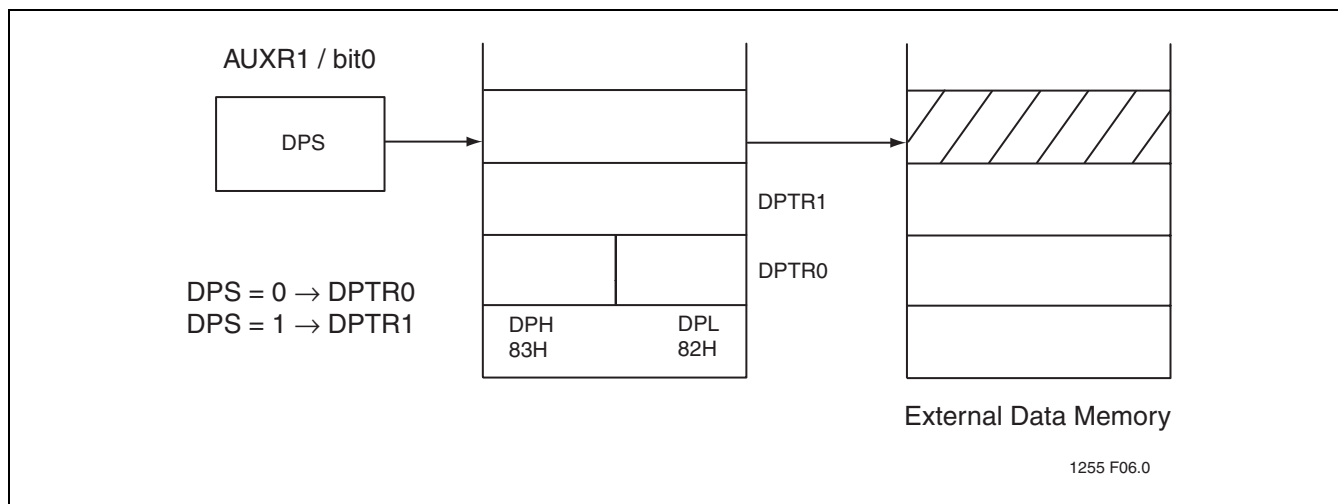 AUXR1 / bit0
DPS
DPTR1
DPTR0
DPS = 0 → DPTR0
DPS = 1 → DPTR1
DPH
83H
DPL
82H
External Data Memory
1255 F06.0